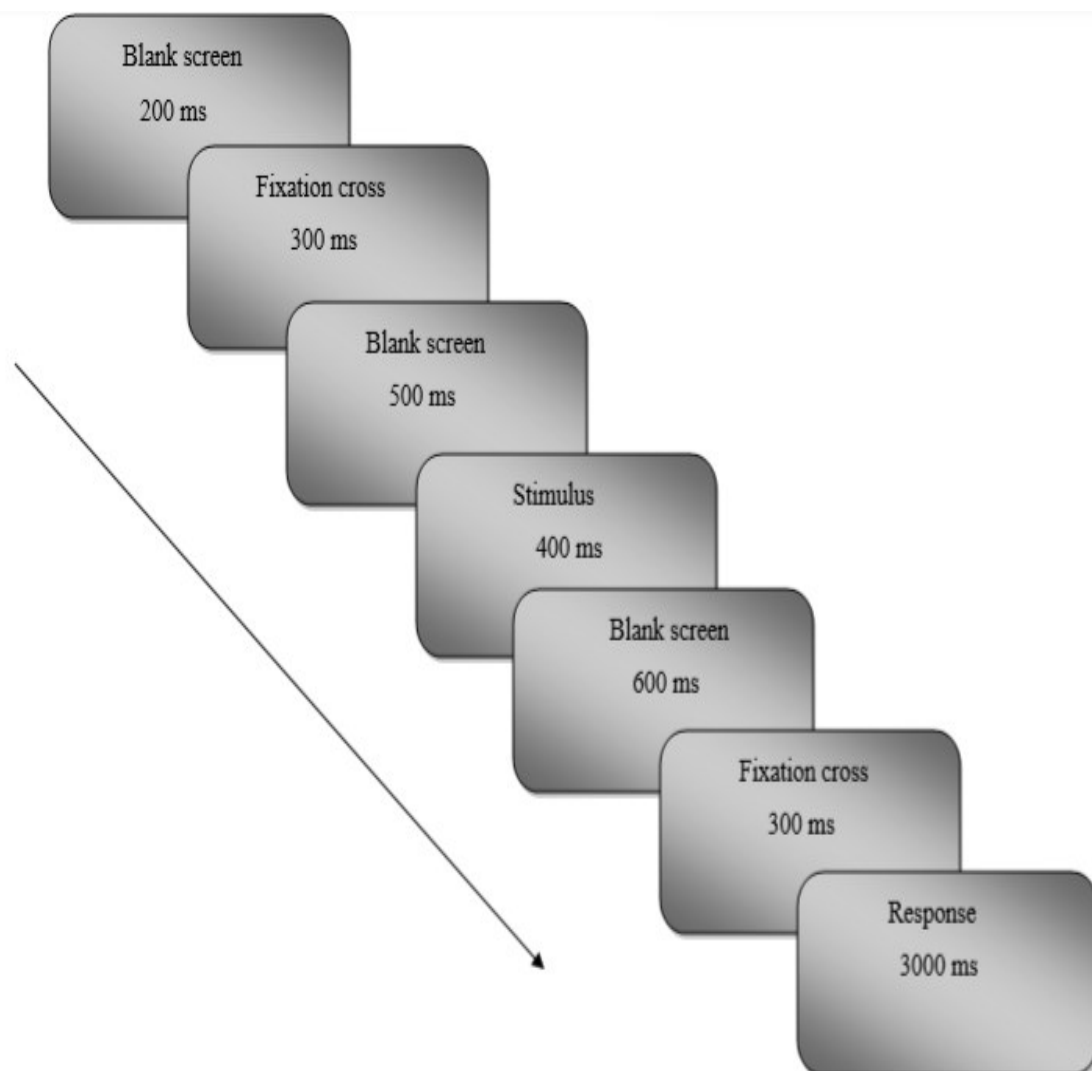 Blank screen
200 ms
Fixation cross
300 ms
Blank screen
500 ms
Stimulus
400 ms
Blank screen
600 ms
Fixation cross
300 ms
Response
3000 ms